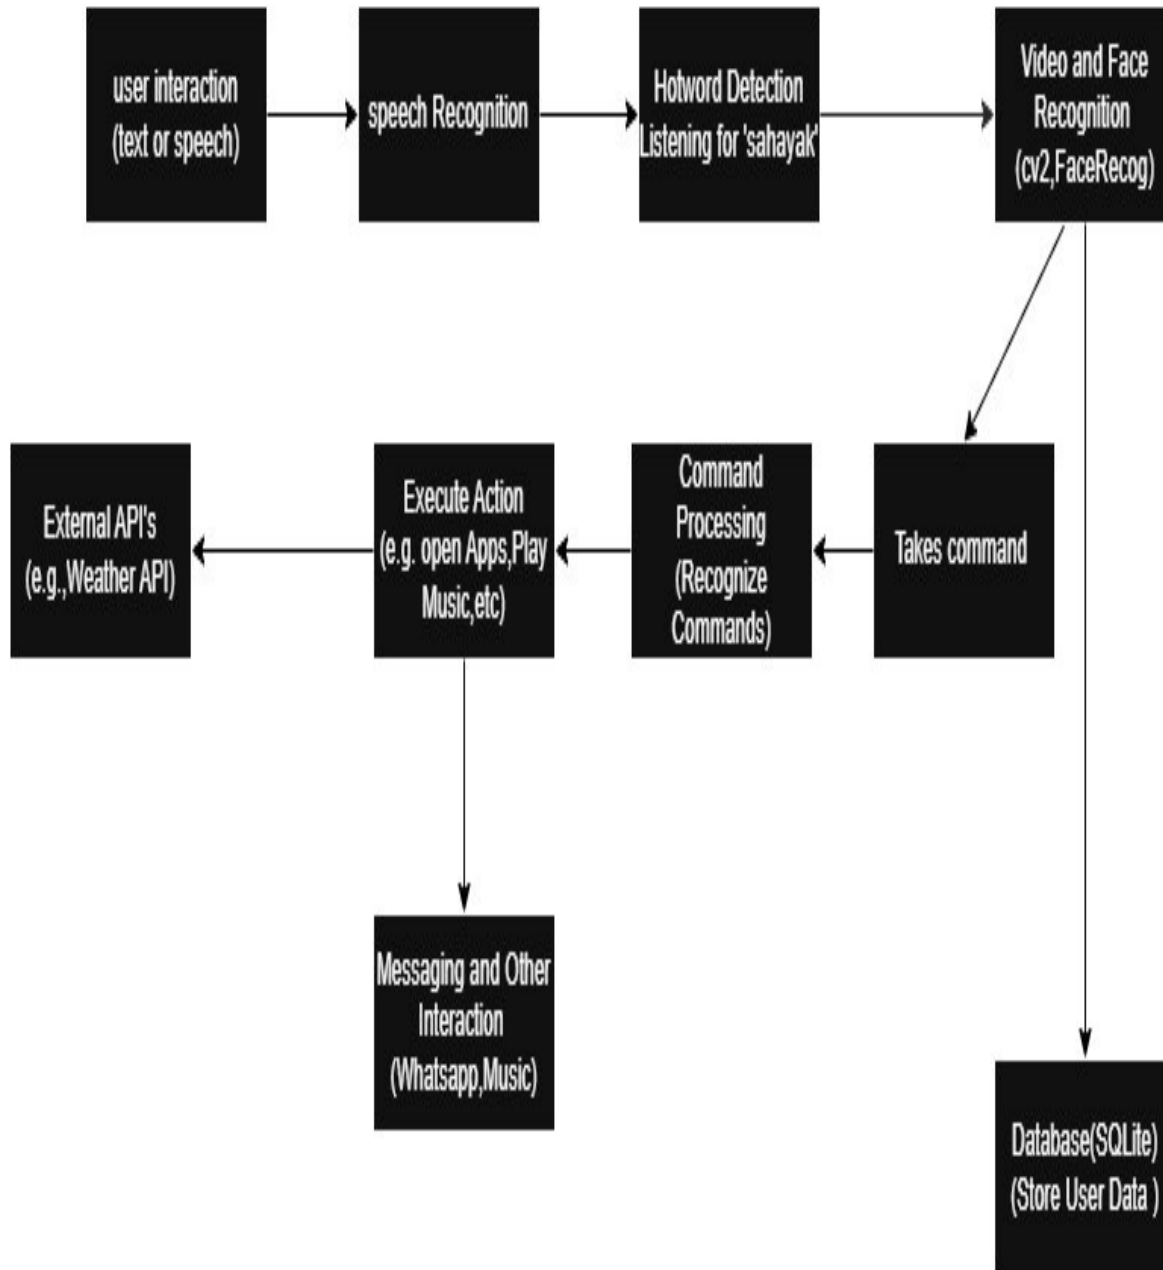 user interaction
(text or speech)
speech Recognition
Hotword Detection
Listening for 'sahayak'
Video and Face
Recognition
(cv2,FaceRecog)
External API's
(e.g.,Weather API)
Execute Action
(e.g. open Apps,Play
Music,etc)
Command
Processing
(Recognize
Commands)
Takes command
Messaging and Other
Interaction
(Whatsapp,Music)
Database(SQLite)
(Store User Data )